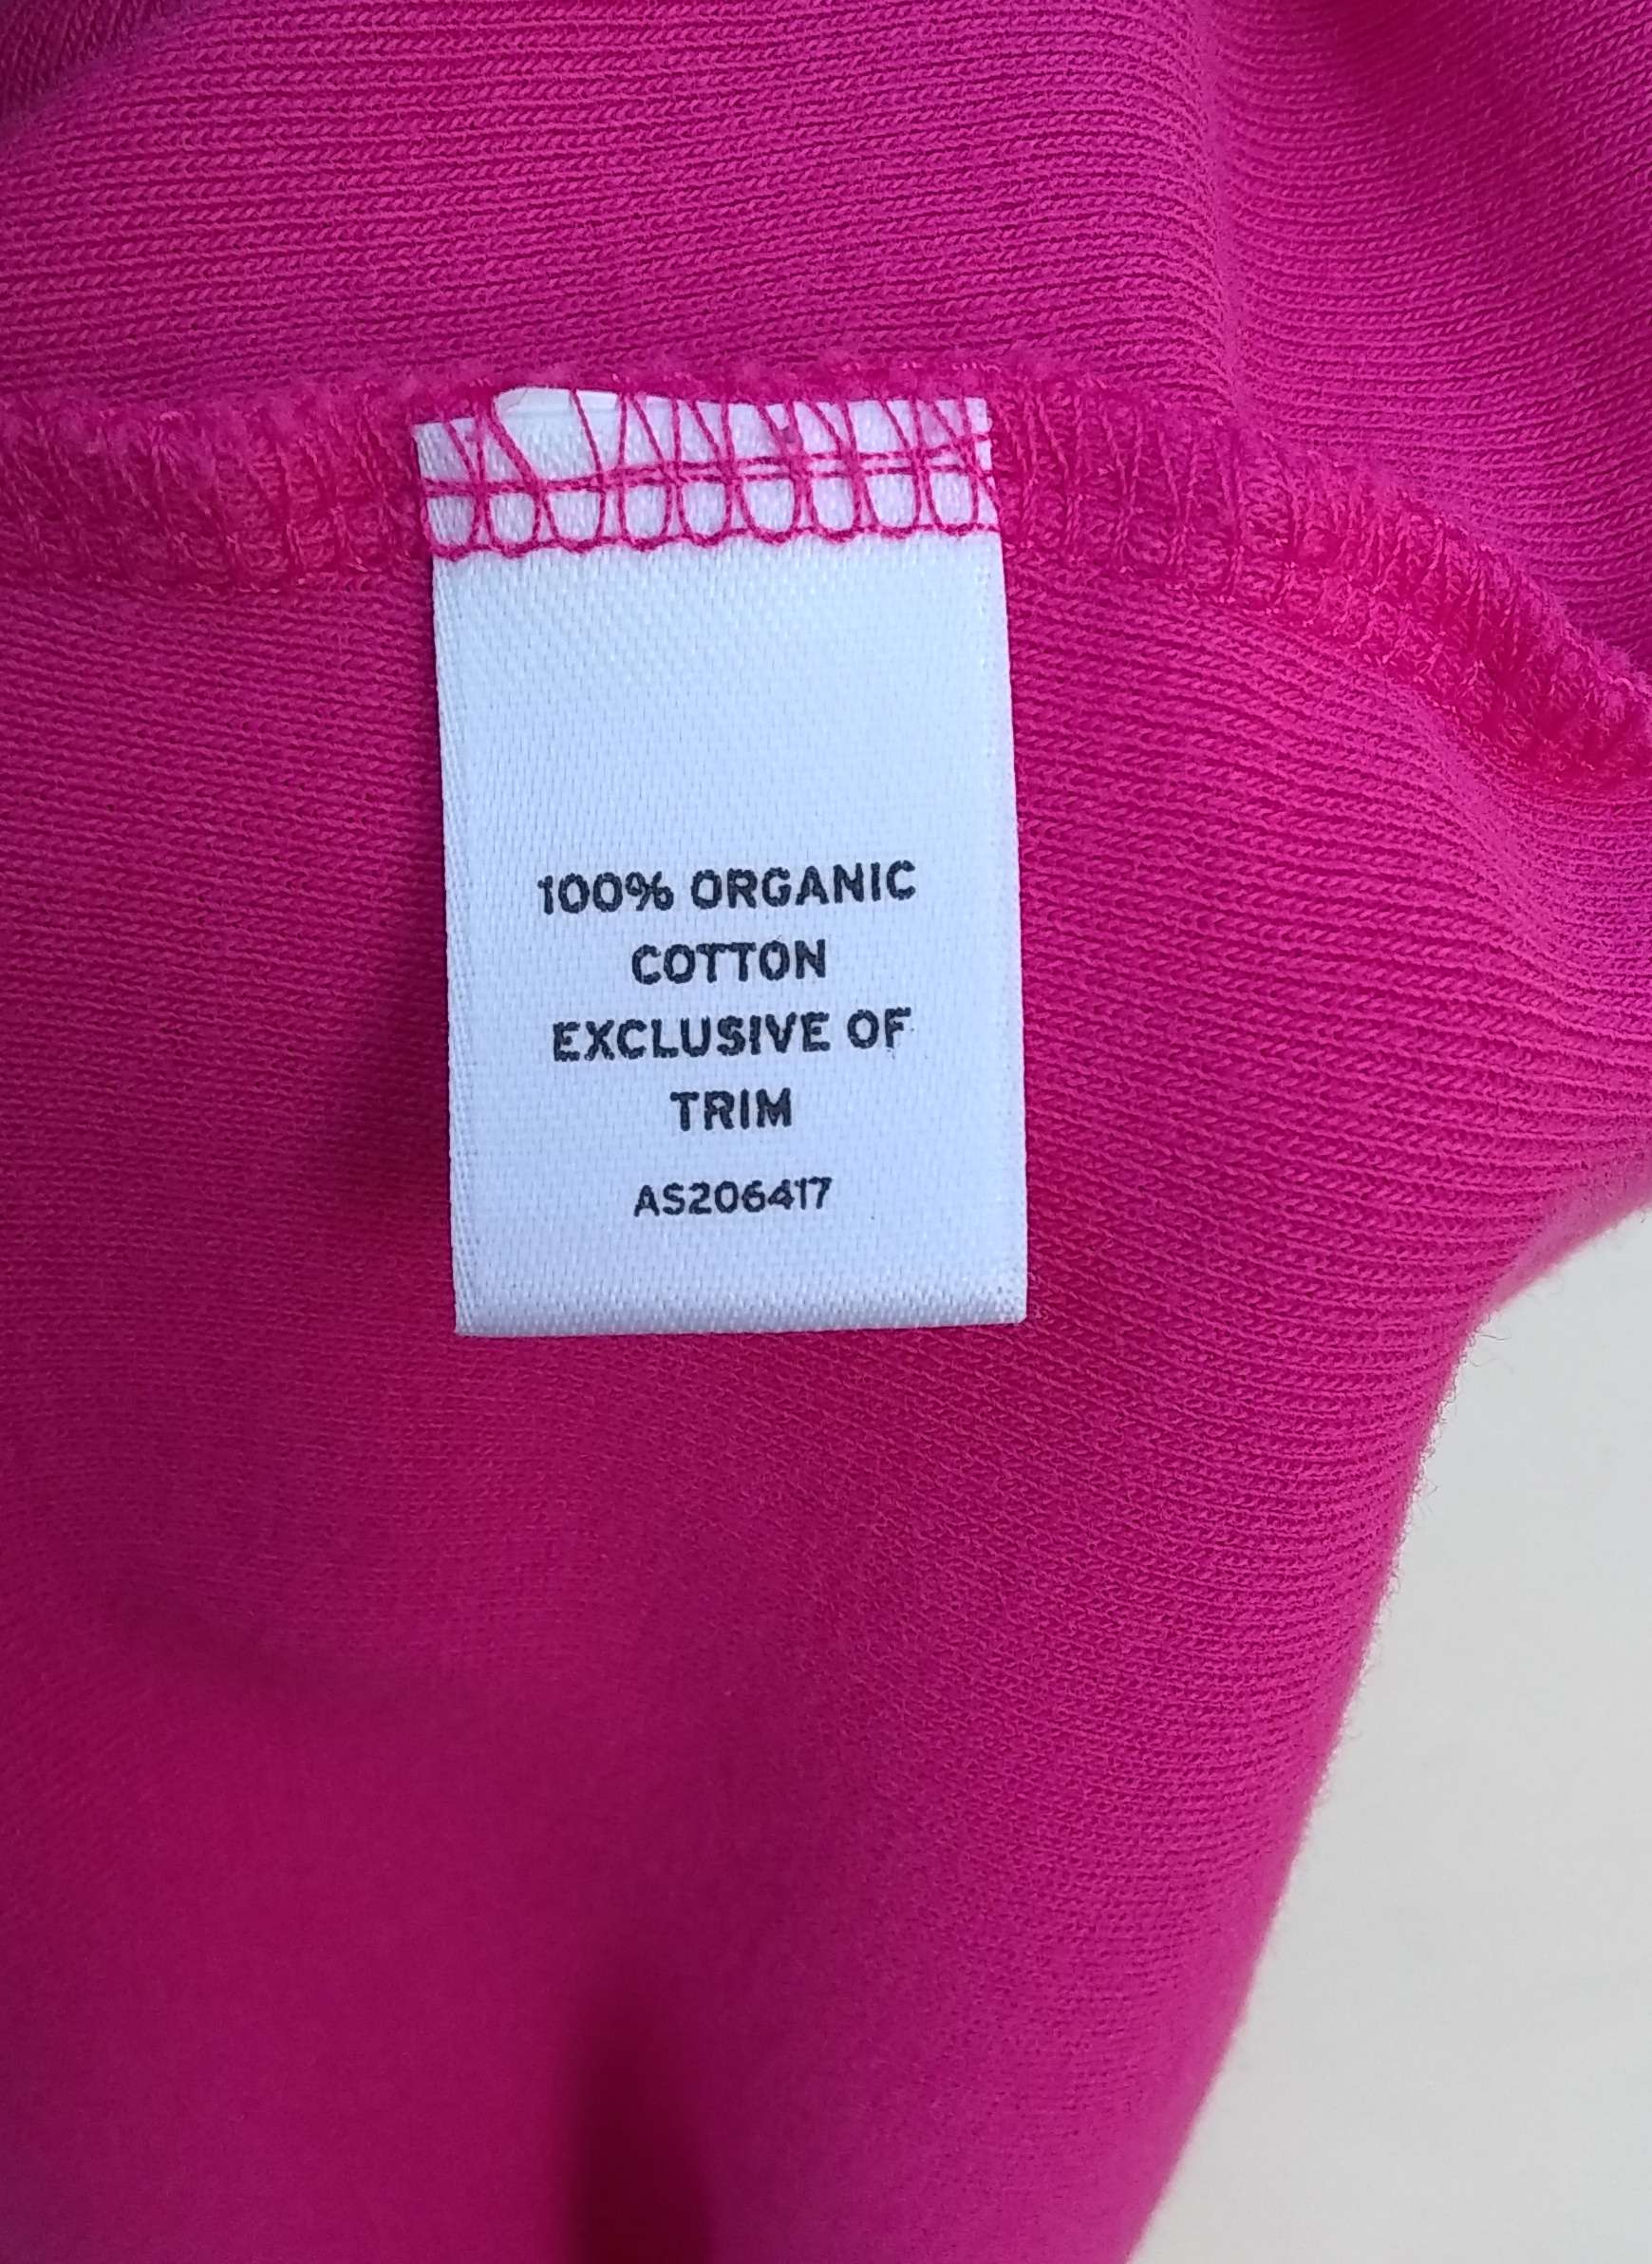 100% ORGANIC
COTTON
EXCLUSIVE OF
TRIM
AS206417